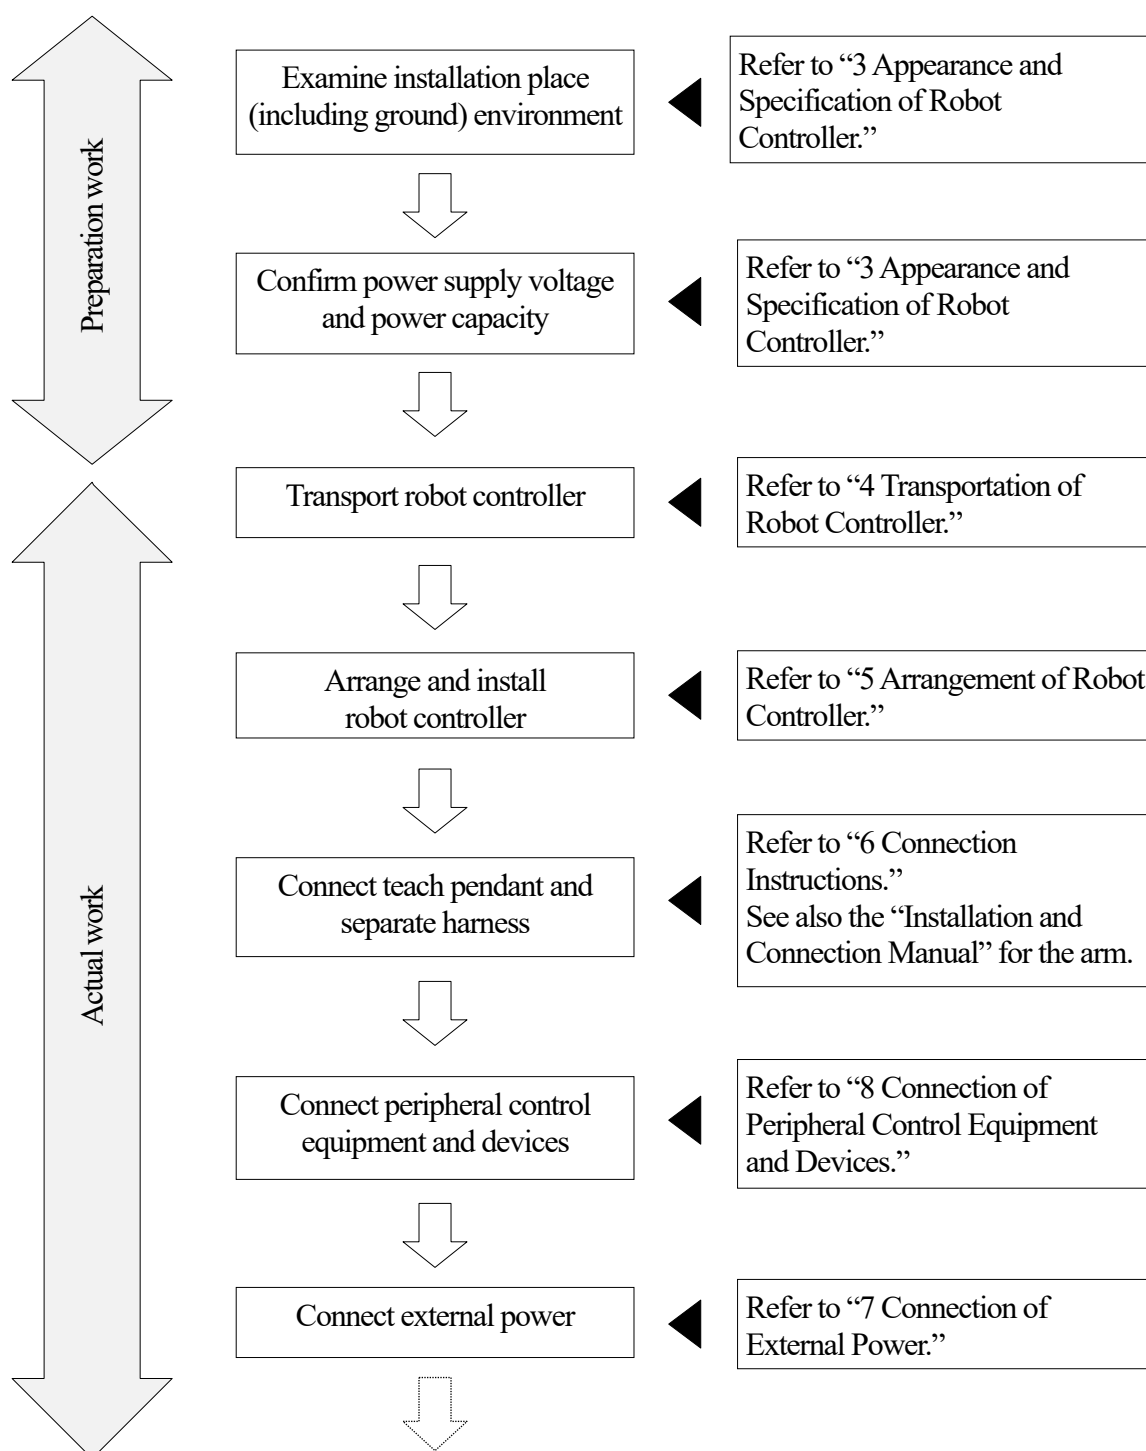 Preparation work
Examine installation place
(including ground) environment
Refer to “3 Appearance and
Specification of Robot
Controller.”
Confirm power supply voltage
and power capacity
Refer to “3 Appearance and
Specification of Robot
Controller.”
Actual work
Transport robot controller
Refer to “4 Transportation of
Robot Controller.”
Arrange and install
robot controller
Refer to “5 Arrangement of Robot
Controller.”
Connect teach pendant and
separate harness
Refer to “6 Connection
Instructions.”
See also the “Installation and
Connection Manual” for the arm.
Connect peripheral control
equipment and devices
Refer to “8 Connection of
Peripheral Control Equipment
and Devices.”
Connect external power
Refer to “7 Connection of
External Power.”